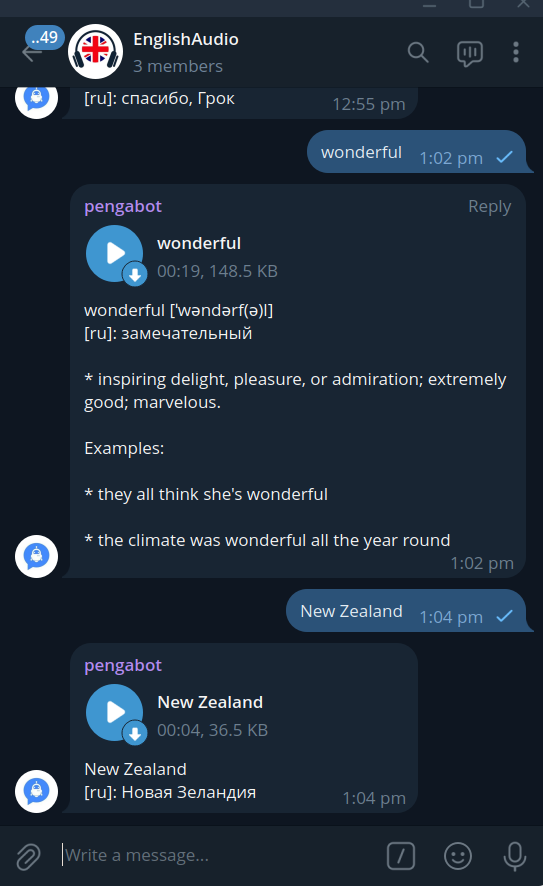 ..49
EnglishAudio
3 members
[ru]: спасибо, Грок
12:55 pm
wonderful
1:02 pm
pengabot
Reply
wonderful
00:19, 148.5 KB
wonderful ['wəndərf(ə)l]
[ru]: замечательный
* inspiring delight, pleasure, or admiration; extremely
good; marvelous.
Examples:
* they all think she's wonderful
* the climate was wonderful all the year round
1:02 pm
New Zealand
1:04 pm
pengabot
New Zealand
00:04, 36.5 KB
New Zealand
[ru]: Новая Зеландия
1:04 pm
Write a message...